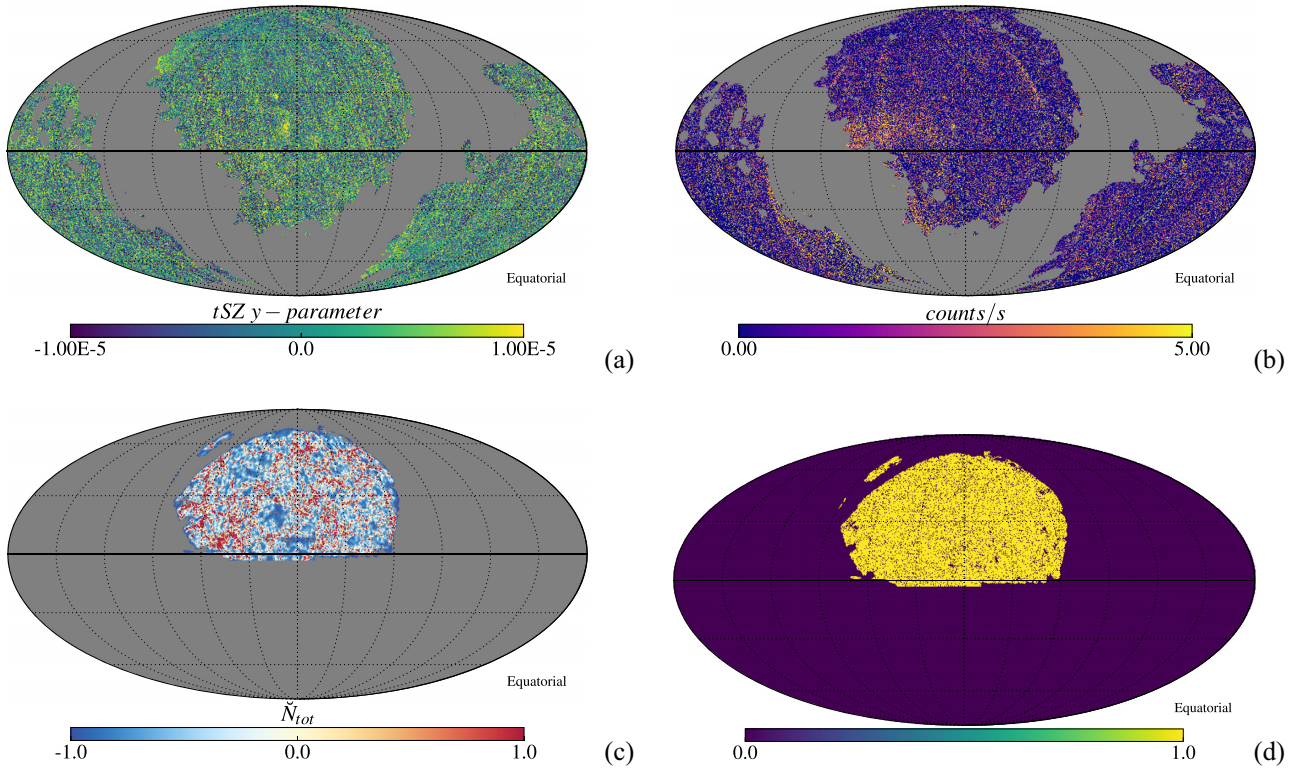 Equatorial
tSZ y − parameter
-1.00E-5 0.0 1.00E-5
(a)
Equatorial
counts/s
0.00 5.00
(b)
Equatorial
N̆tot
-1.0 0.0 1.0
(c)
Equatorial
0.0 1.0
(d)